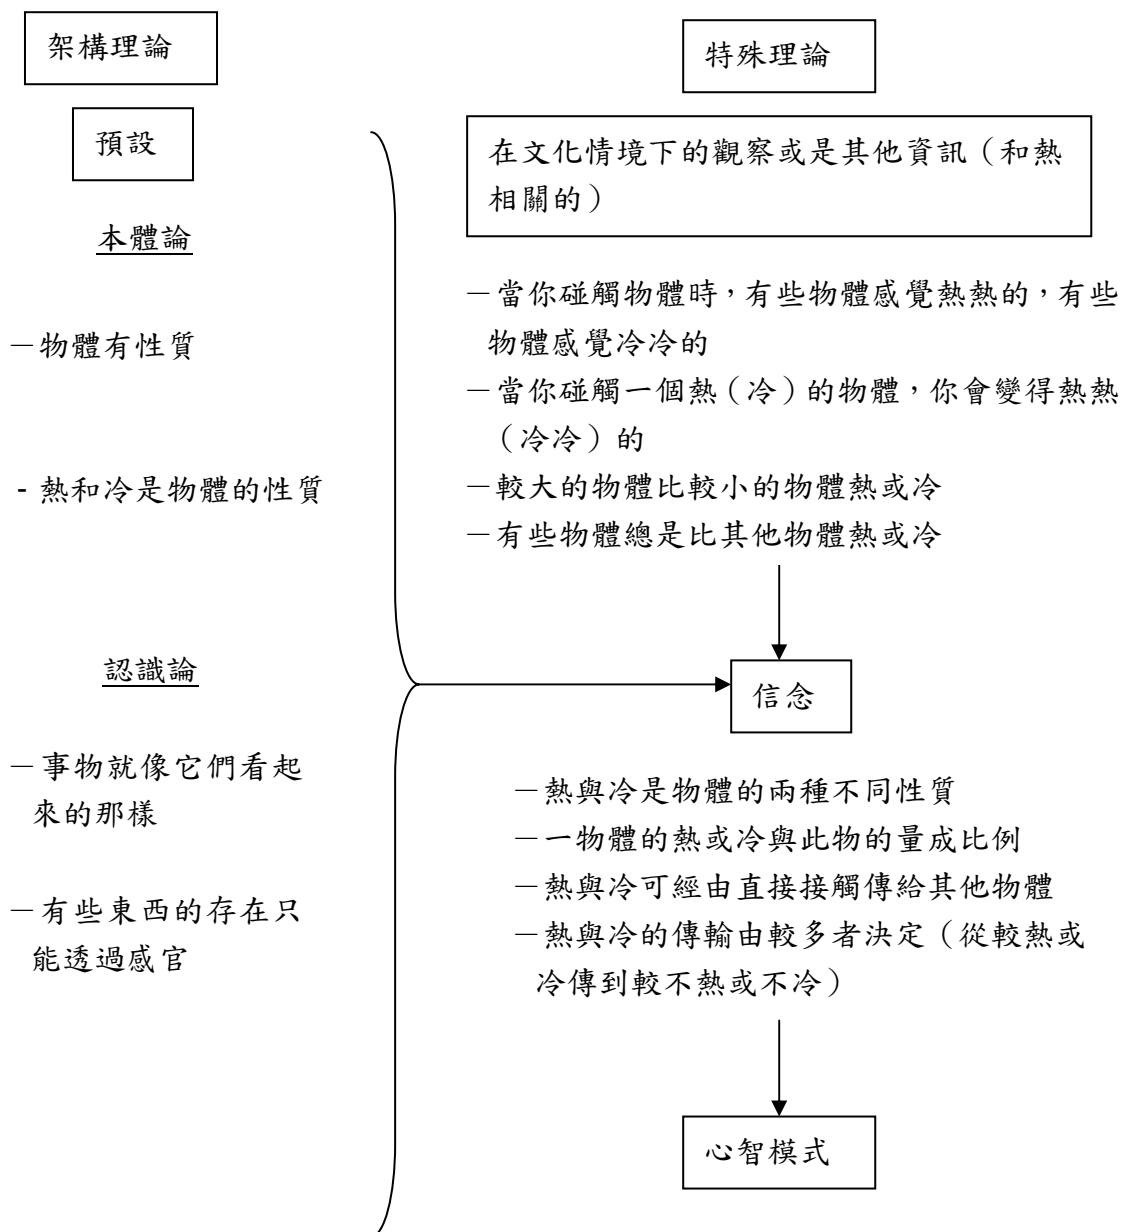 架構理論
預設
本體論
－物體有性質
- 熱和冷是物體的性質
認識論
－事物就像它們看起
來的那樣
－有些東西的存在只
能透過感官
特殊理論
在文化情境下的觀察或是其他資訊（和熱
相關的）
－當你碰觸物體時，有些物體感覺熱熱的，有些
物體感覺冷冷的
－當你碰觸一個熱（冷）的物體，你會變得熱熱
（冷冷）的
－較大的物體比較小的物體熱或冷
－有些物體總是比其他物體熱或冷
信念
－熱與冷是物體的兩種不同性質
－一物體的熱或冷與此物的量成比例
－熱與冷可經由直接接觸傳給其他物體
－熱與冷的傳輸由較多者決定（從較熱或
冷傳到較不熱或不冷）
心智模式